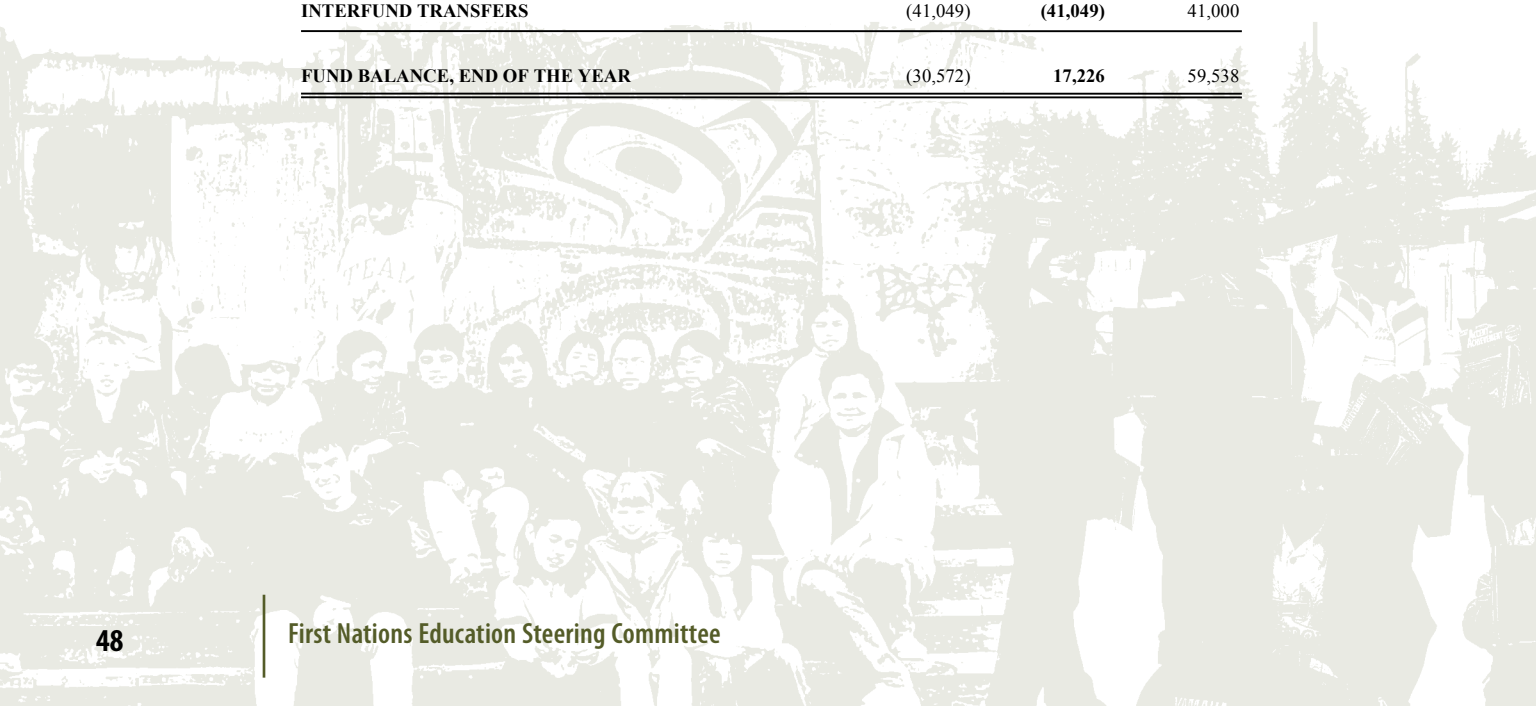 INTERFUND TRANSFERS (41,049) (41,049) 41,000
FUND BALANCE, END OF THE YEAR (30,572) 17,226 59,538
TEAM
48 First Nations Education Steering Committee